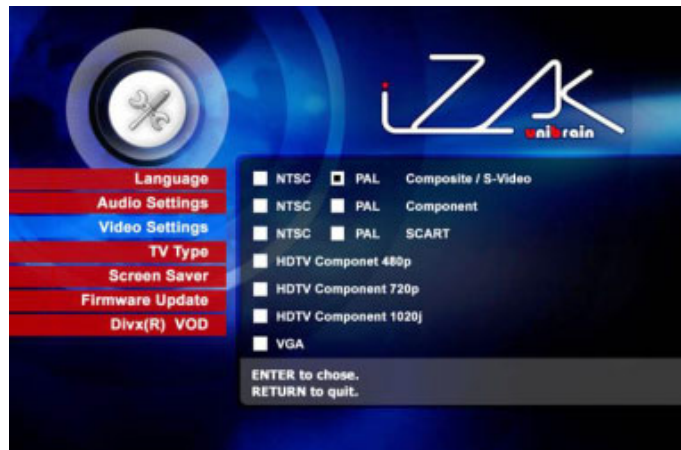 iZAK
unibrain
Language
Audio Settings
Video Settings
TV Type
Screen Saver
Firmware Update
Divx(R) VOD
NTSC PAL Composite / S-Video
NTSC PAL Component
NTSC PAL SCART
HDTV Componet 480p
HDTV Component 720p
HDTV Component 1020j
VGA
ENTER to chose.
RETURN to quit.